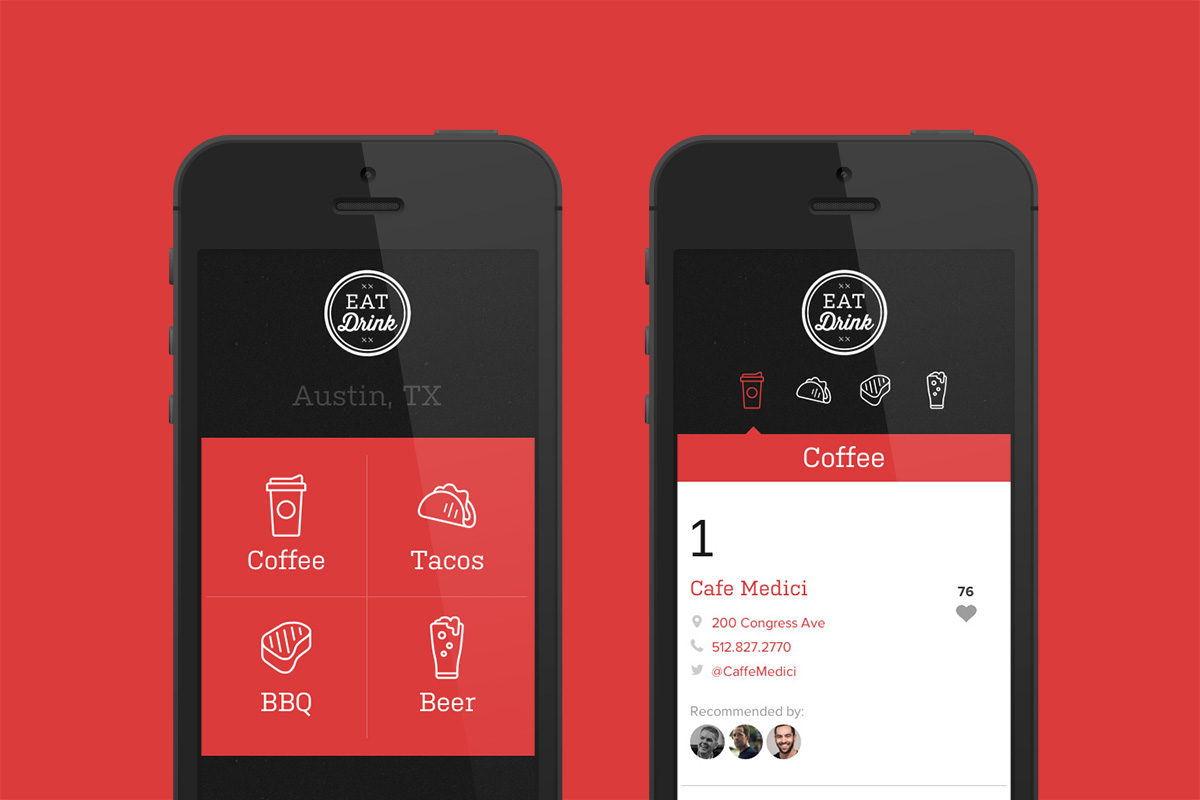 EAT
Drink
Austin, TX
Coffee
Tacos
BBQ
Beer
EAT
Drink
Coffee
1
Cafe Medici
76
200 Congress Ave
512.827.2770
@CaffeMedici
Recommended by: